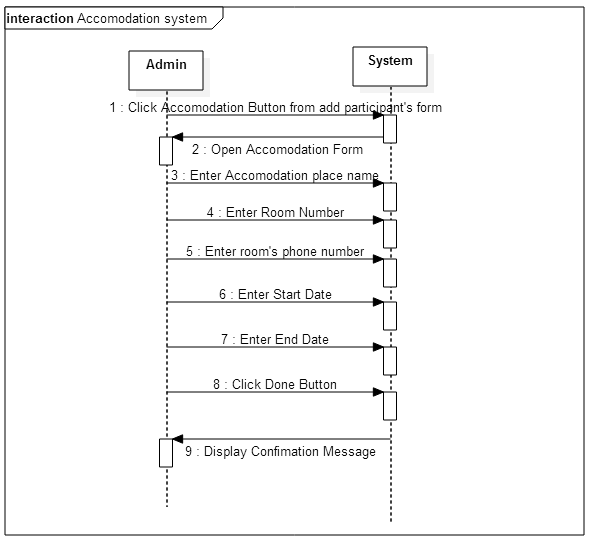 interaction Accomodation system
Admin
System
1 : Click Accomodation Button from add participant's form
2 : Open Accomodation Form
3 : Enter Accomodation place name
4 : Enter Room Number
5 : Enter room's phone number
6 : Enter Start Date
7 : Enter End Date
8 : Click Done Button
9 : Display Confimation Message